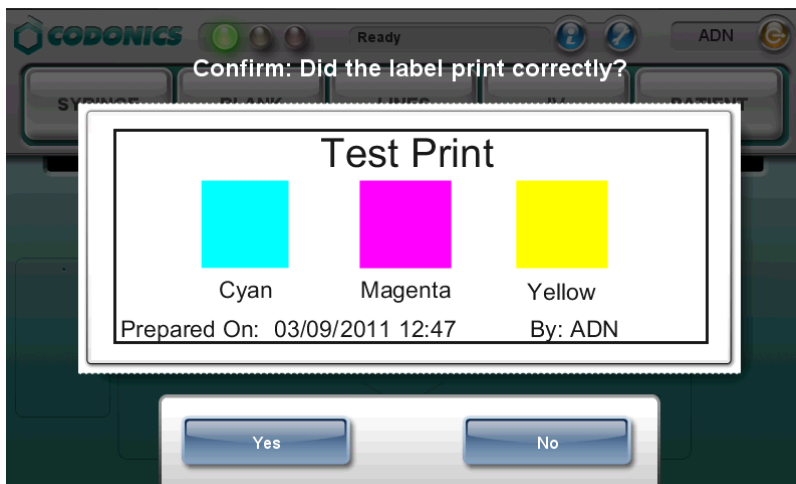 CODONICS
Ready
ADN
Confirm: Did the label print correctly?
Test Print
Cyan Magenta Yellow
Prepared On: 03/09/2011 12:47 By: ADN
Yes No